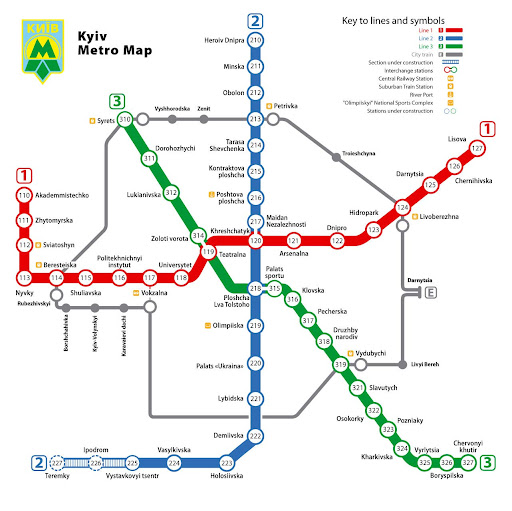 КИЇВ
Kyiv
Metro Map
Key to lines and symbols
Line 1 1
Line 2 2
Line 3 3
City train E
Section under construction
Interchange stations
Central Railway Station
Suburban Train Station
River Port
"Olimpiisky" National Sports Complex
Stations under construction
2
Heroiv Dnipra 210
Minska 211
Obolon 212
213 Petrivka
Tarasa
Shevchenka 214
Kontraktova
ploshcha 215
Poshtova
ploshcha 216
217 Maidan
Nezalezhnosti
Khreshchatyk 120
3
Syrets 310
Vyshhorodska
Zenit
Dorohozhychi
311
Lukianivska 312
Zoloti vorota 314
Troieshchyna
1
Lisova 127
126 Chernihivska
Darnytsia 125
124
Livoberezhna
Hidropark 123
Dnipro 122
121 Arsenalna
119 Teatralna
1
110 Akademmistechko
111 Zhytomyrska
112 Sviatoshyn
113 Nyvky
Beresteiska 114
Rubezhivskyi
115 Shuliavska
Politekhnichnyi
instytut 116
117 Vokzalna
Universytet 118
Borshchahivka
Kyiv-Volynskyi
Karavaievi dachi
Darnytsia
E
Palats
sportu 315
218
Ploshcha
Lva Tolstoho
316 Klovska
317 Pecherska
318 Druzhby
narodiv
319 Vydubychi
Livyi Bereh
Olimpiiska 219
Palats «Ukraina» 220
Lybidska 221
Demiivska 222
321 Slavutych
Osokorky 322
323 Pozniaky
Kharkivska 324
Vyrlytsia 325
326 Boryspilska
Chervonyi
khutir 327
3
2
227 Teremky
Ipodrom 226
225 Vystavkovyi tsentr
Vasylkivska 224
223 Holosiivska